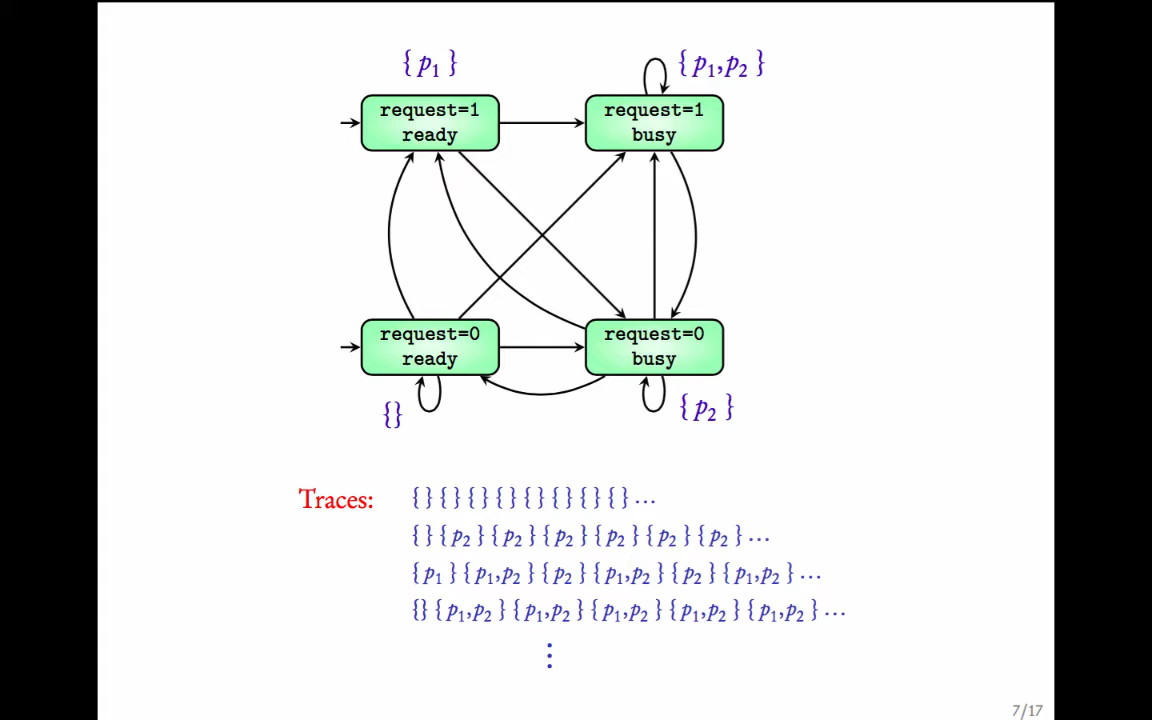 { p₁ }
{ p₁,p₂ }
request=1
ready
request=1
busy
request=0
ready
request=0
busy
{}
{ p₂ }
Traces:
{ } { } { } { } { } { } { } { } ...
{ } { p₂ } { p₂ } { p₂ } { p₂ } { p₂ } { p₂ } ...
{ p₁ } { p₁,p₂ } { p₂ } { p₁,p₂ } { p₂ } { p₁,p₂ } ...
{} { p₁,p₂ } { p₁,p₂ } { p₁,p₂ } { p₁,p₂ } { p₁,p₂ } ...
⋮
7/17